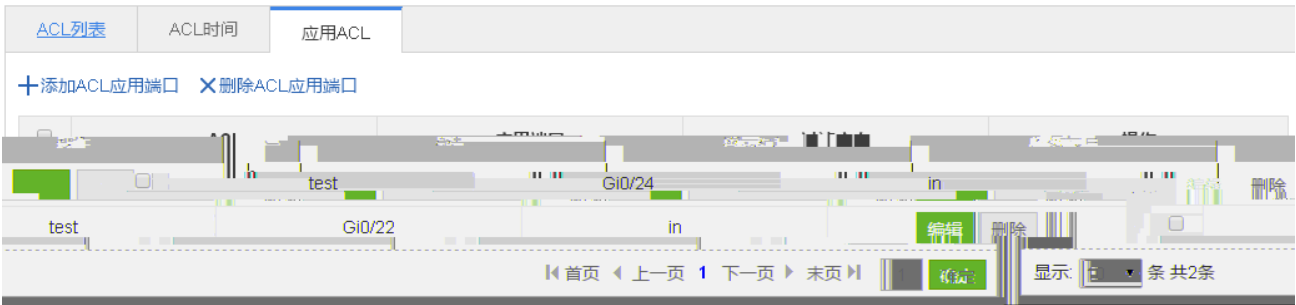 ACL列表 ACL时间 应用ACL
添加ACL应用端口 删除ACL应用端口
test Gi0/24 in 删除
test Gi0/22 in 编辑 删除
首页 上一页 1 下一页 末页 1 确定 显示: 条 共2条